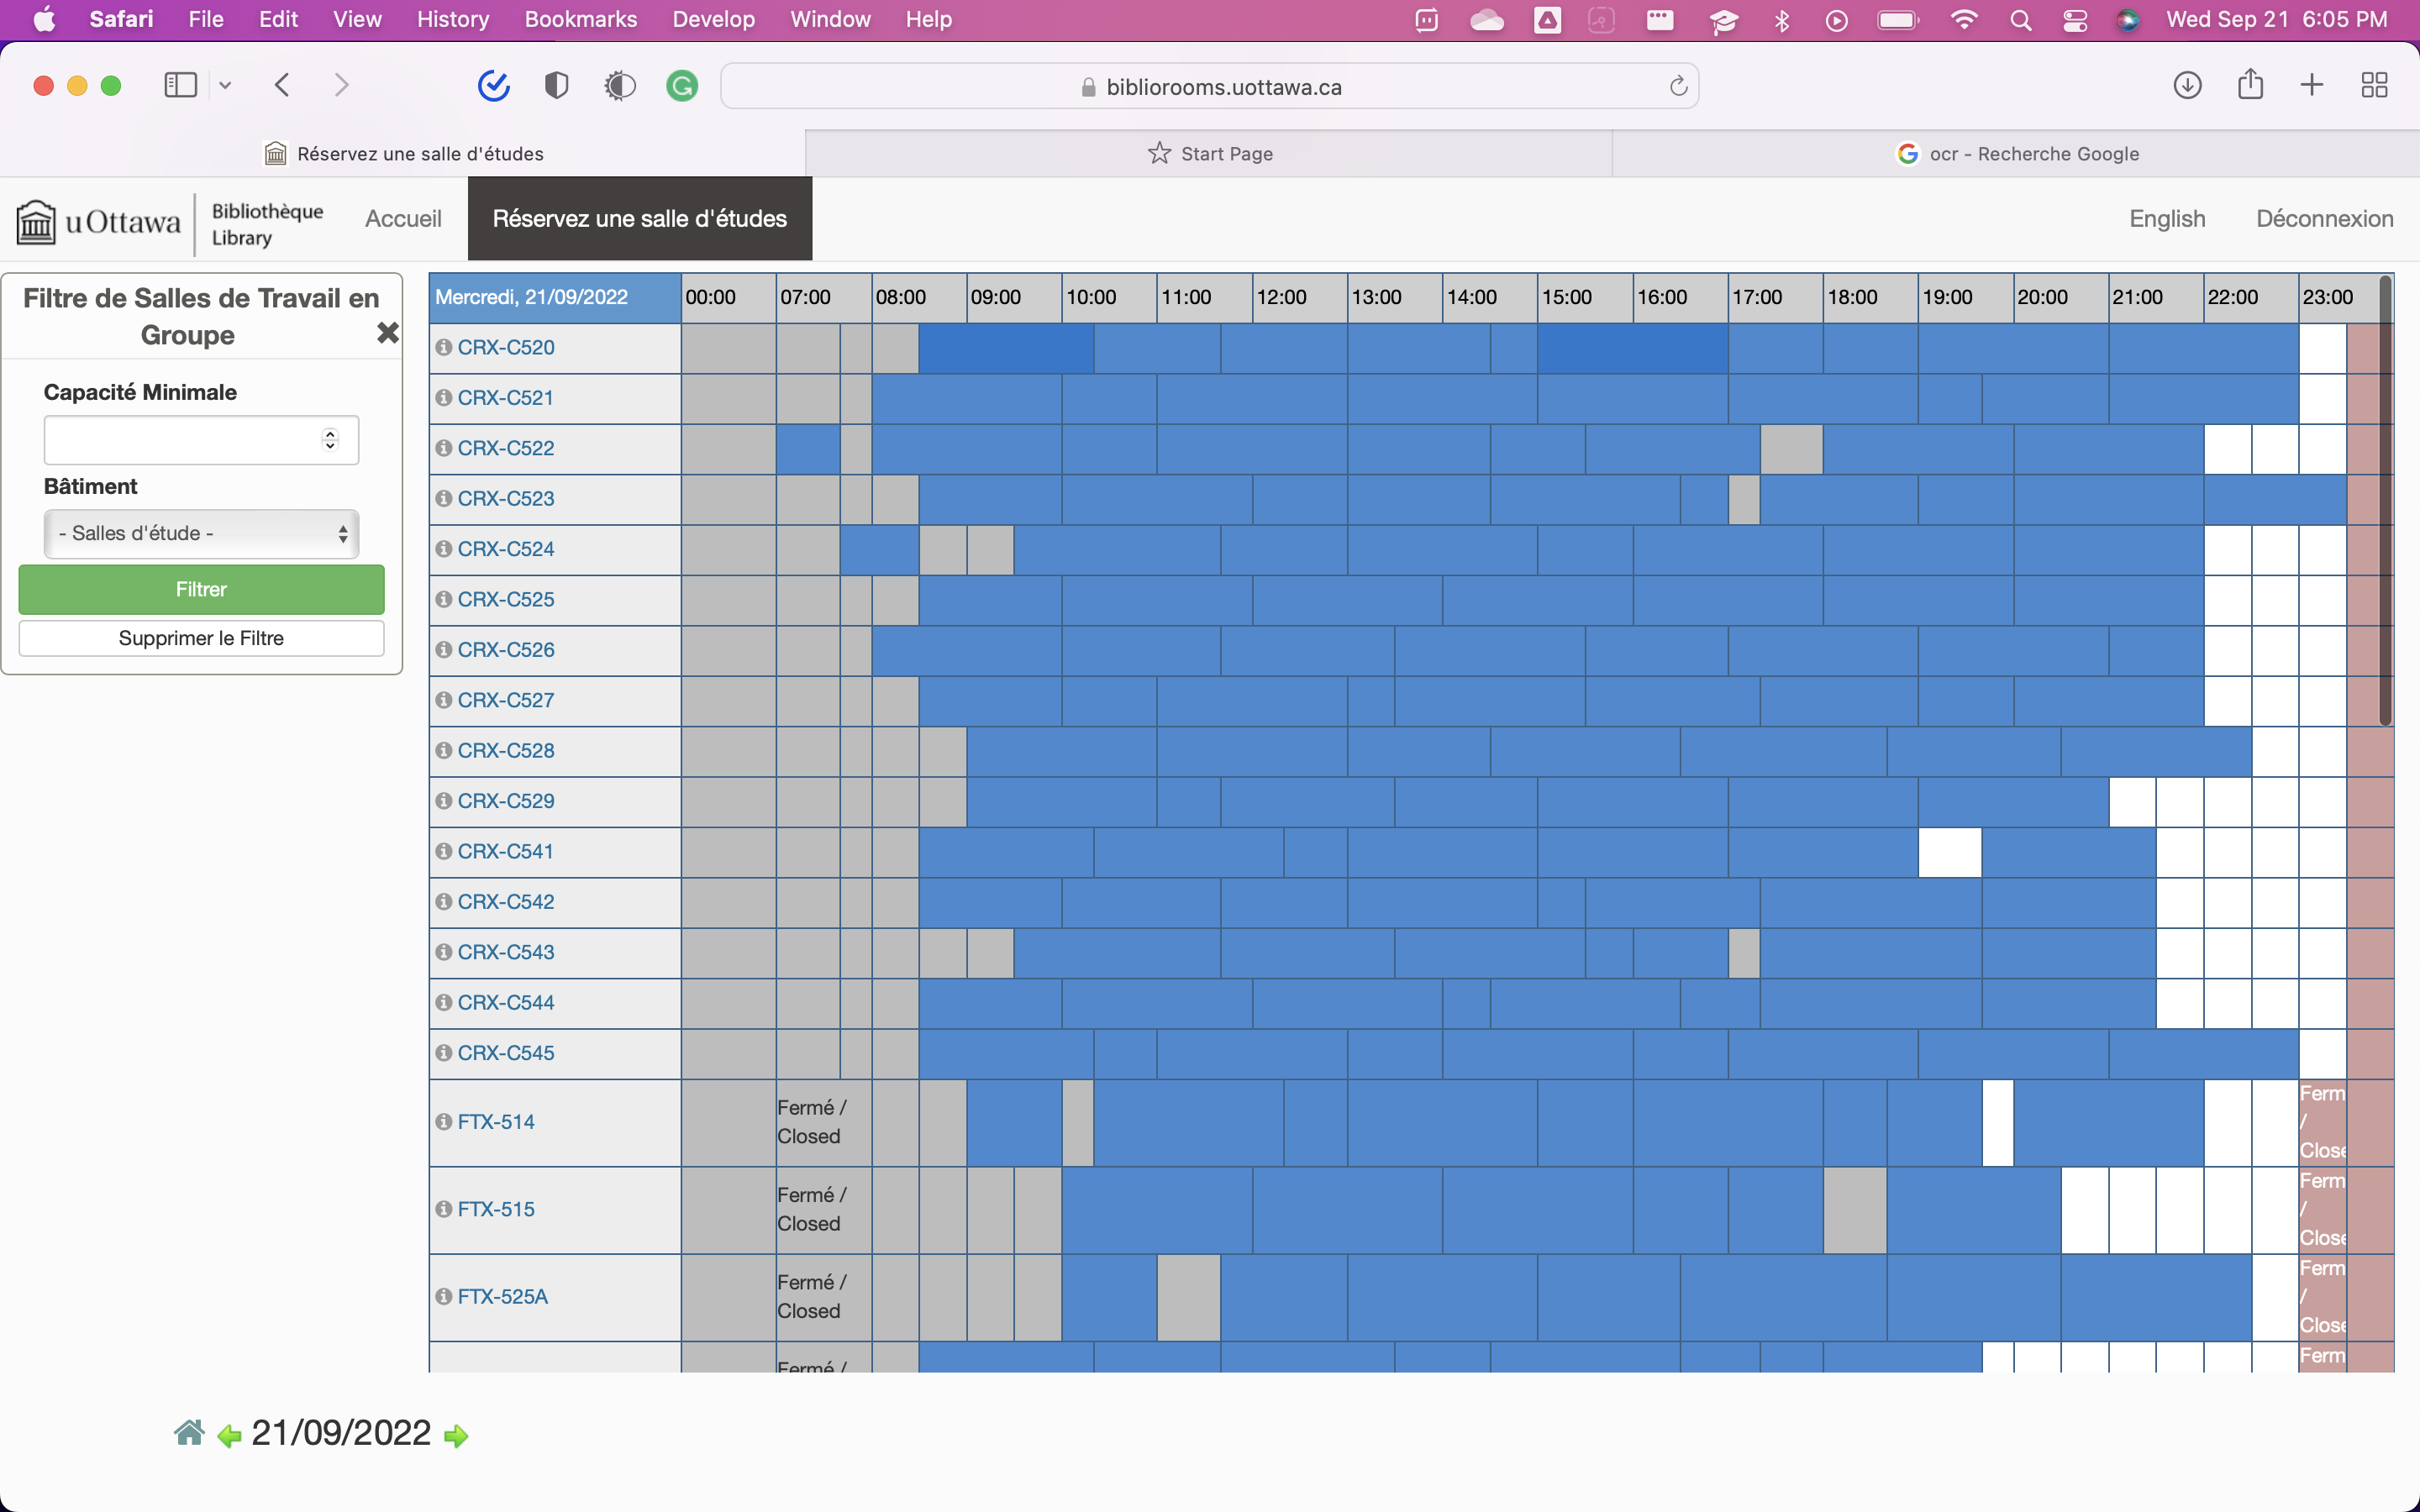 Safari File Edit View History Bookmarks Develop Window Help Wed Sep 21 6:05 PM
bibliorooms.uottawa.ca
Réservez une salle d'études
Start Page
ocr - Recherche Google
uOttawa
Bibliothèque
Library
Accueil
Réservez une salle d'études
English
Déconnexion
Filtre de Salles de Travail en
Groupe
Capacité Minimale
Bâtiment
- Salles d'étude -
Filtrer
Supprimer le Filtre
Mercredi, 21/09/2022 00:00 07:00 08:00 09:00 10:00 11:00 12:00 13:00 14:00 15:00 16:00 17:00 18:00 19:00 20:00 21:00 22:00 23:00
CRX-C520
CRX-C521
CRX-C522
CRX-C523
CRX-C524
CRX-C525
CRX-C526
CRX-C527
CRX-C528
CRX-C529
CRX-C541
CRX-C542
CRX-C543
CRX-C544
CRX-C545
FTX-514
Fermé /
Closed
Ferm
/
Close
FTX-515
Fermé /
Closed
Ferm
/
Close
FTX-525A
Fermé /
Closed
Ferm
/
Close
Fermé /
Ferm
21/09/2022